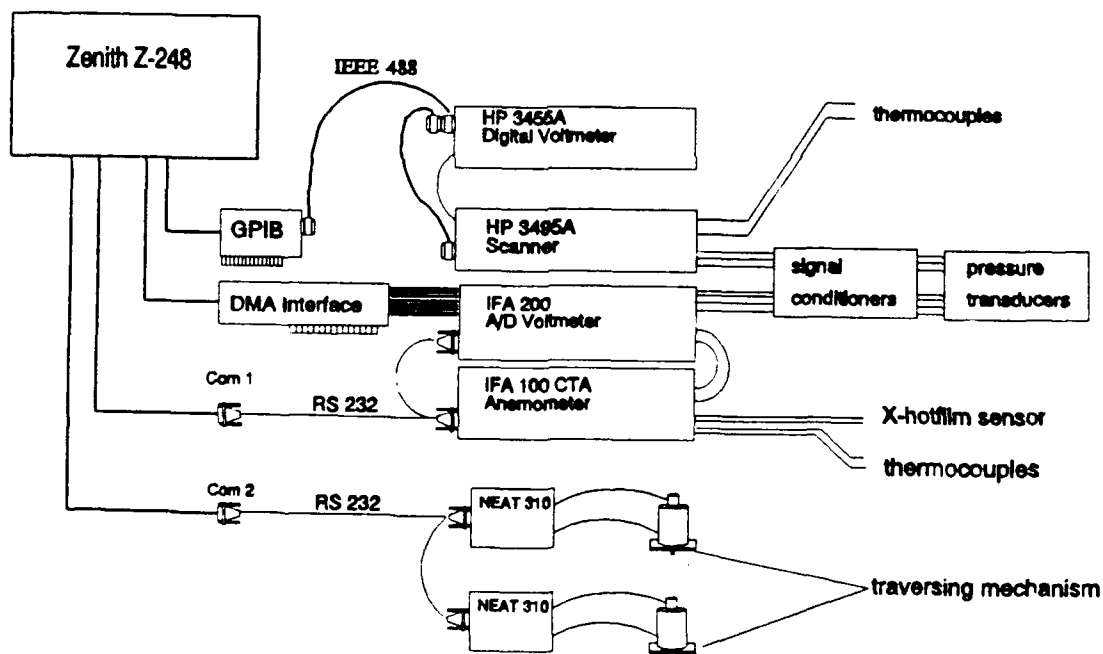 Zenith Z-248
IEEE 488
HP 3455A
Digital Voltmeter
thermocouples
GPIB
HP 3495A
Scanner
signal
conditioners
pressure
transducers
DMA Interface
IFA 200
A/D Voltmeter
Com 1
RS 232
IFA 100 CTA
Anemometer
X-hotfilm sensor
thermocouples
Com 2
RS 232
NEAT 310
traversing mechanism
NEAT 310